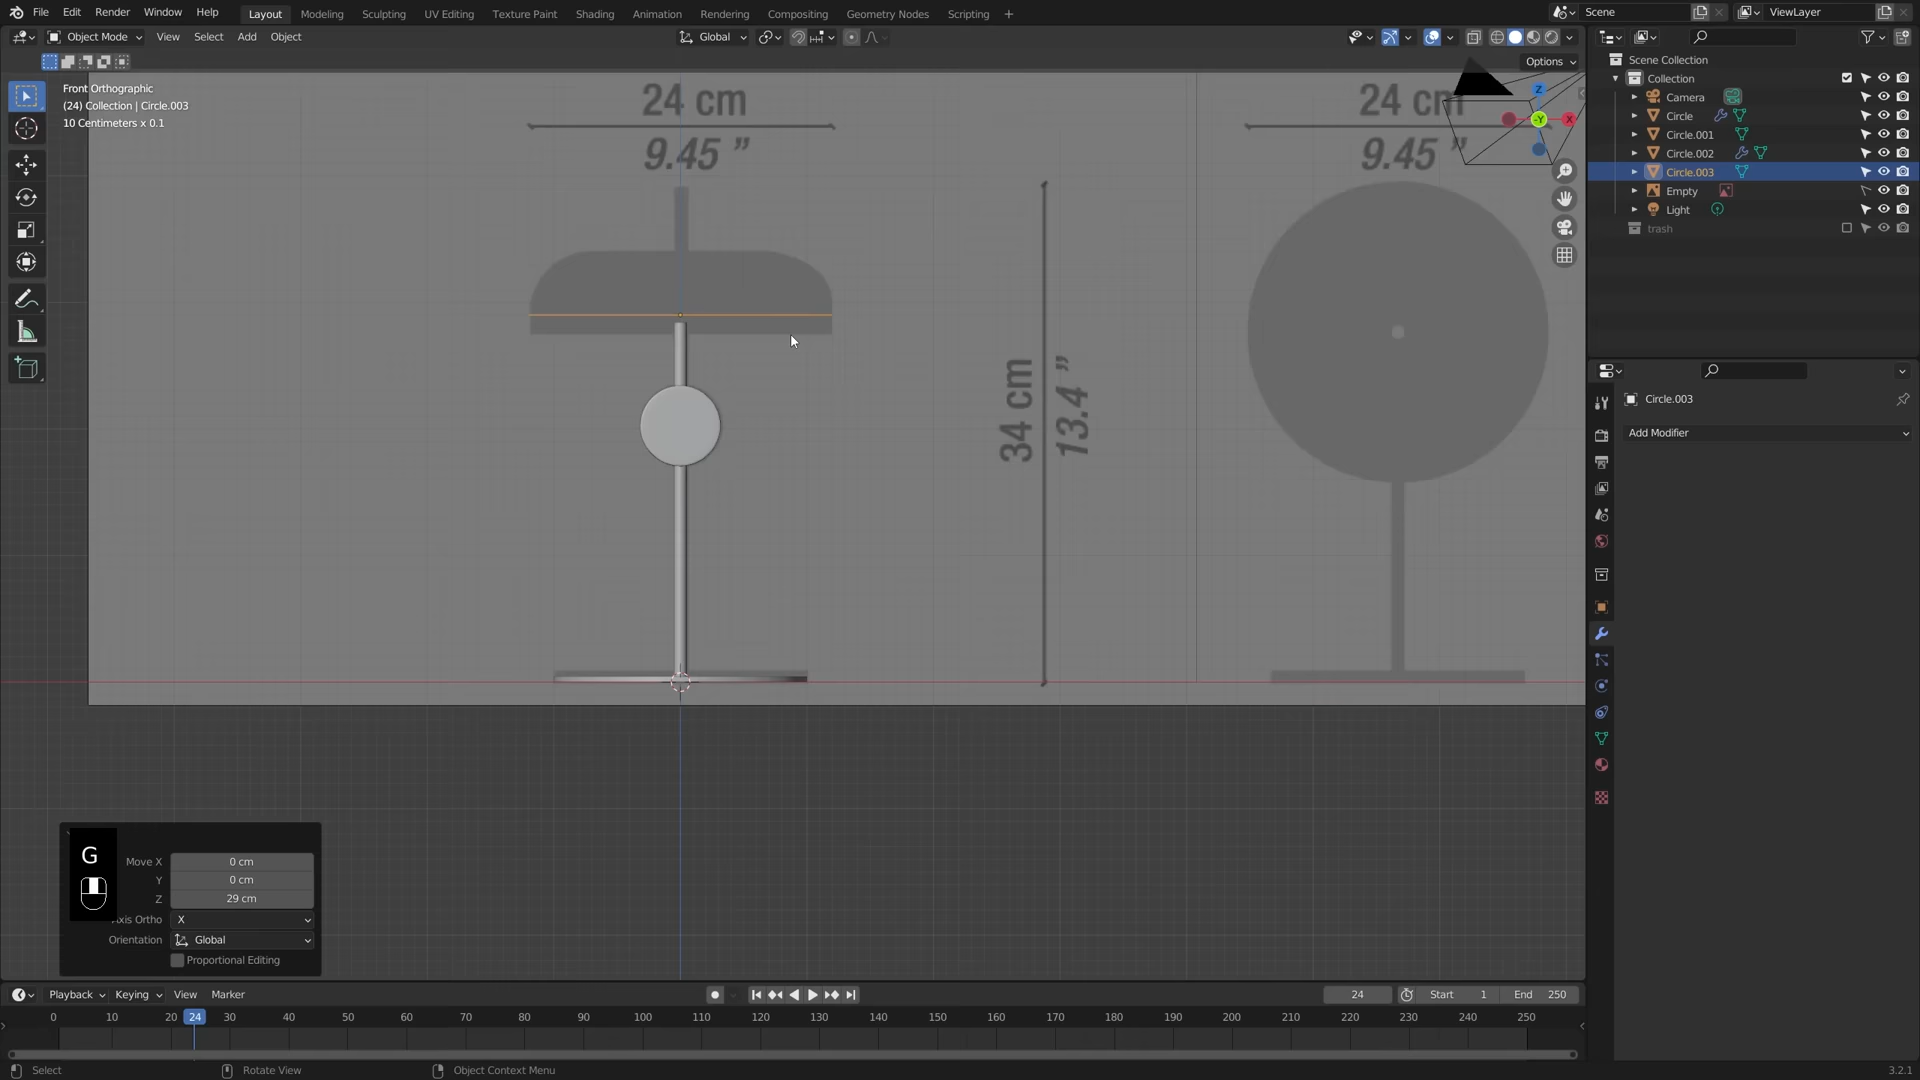 File Edit Render Window Help Layout Modeling Sculpting UV Editing Texture Paint Shading Animation Rendering Compositing Geometry Nodes Scripting + Scene ViewLayer
Object Mode View Select Add Object Global
Options
Front Orthographic
(24) Collection | Circle.003
10 Centimeters x 0.1
24 cm
9.45 ”
24 cm
9.45 ”
34 cm
13.4 ”
Z
X
-Y
Scene Collection
Collection
Camera
Circle
Circle.001
Circle.002
Circle.003
Empty
Light
trash
Circle.003
Add Modifier
G
Move X 0 cm
Y 0 cm
Z 29 cm
Axis Ortho X
Orientation Global
Proportional Editing
Playback Keying View Marker 24 Start 1 End 250
0 10 20 24 30 40 50 60 70 80 90 100 110 120 130 140 150 160 170 180 190 200 210 220 230 240 250
Select Rotate View Object Context Menu 3.2.1